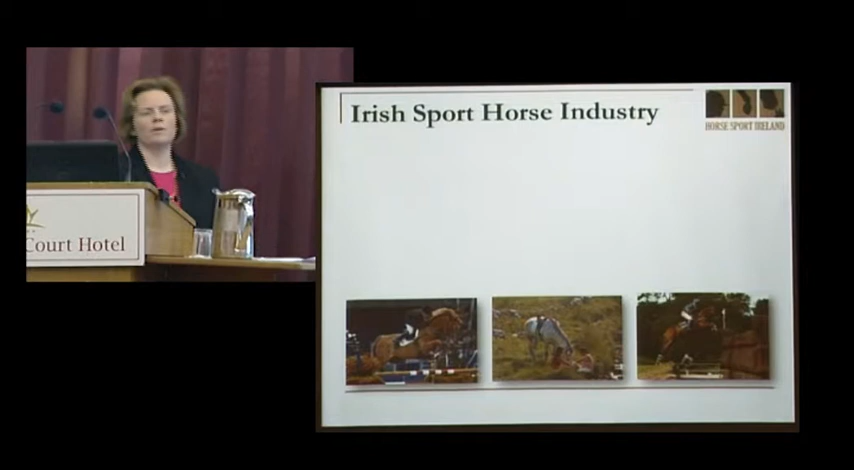 Irish Sport Horse Industry
HORSE SPORT IRELAND
Court Hotel